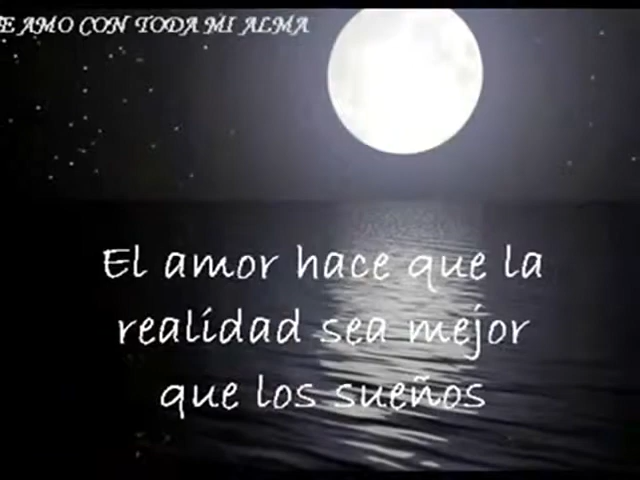 E AMO CON TODA MI ALMA
El amor hace que la
realidad sea mejor
que los sueños